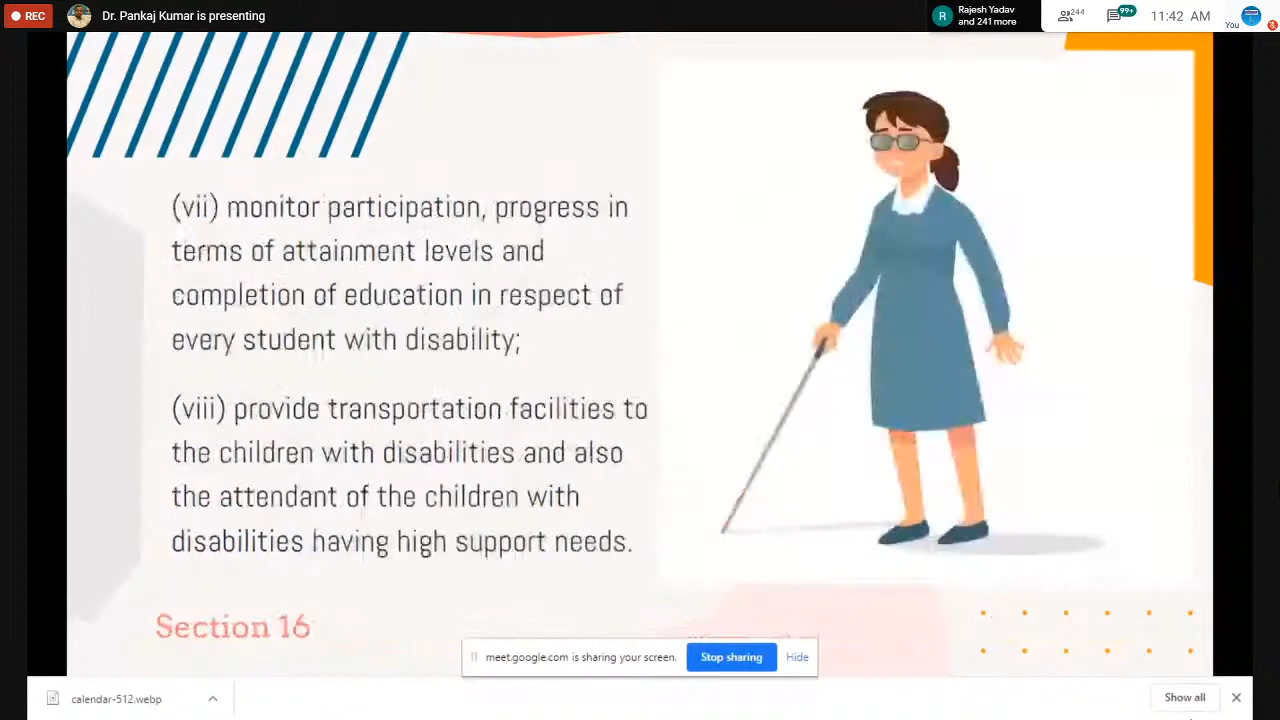 REC
Dr. Pankaj Kumar is presenting
R
Rajesh Yadav
and 241 more
244
99+
11:42 AM
You
(vii) monitor participation, progress in
terms of attainment levels and
completion of education in respect of
every student with disability;
(viii) provide transportation facilities to
the children with disabilities and also
the attendant of the children with
disabilities having high support needs.
Section 16
meet.google.com is sharing your screen.
Stop sharing
Hide
calendar-512.webp
Show all